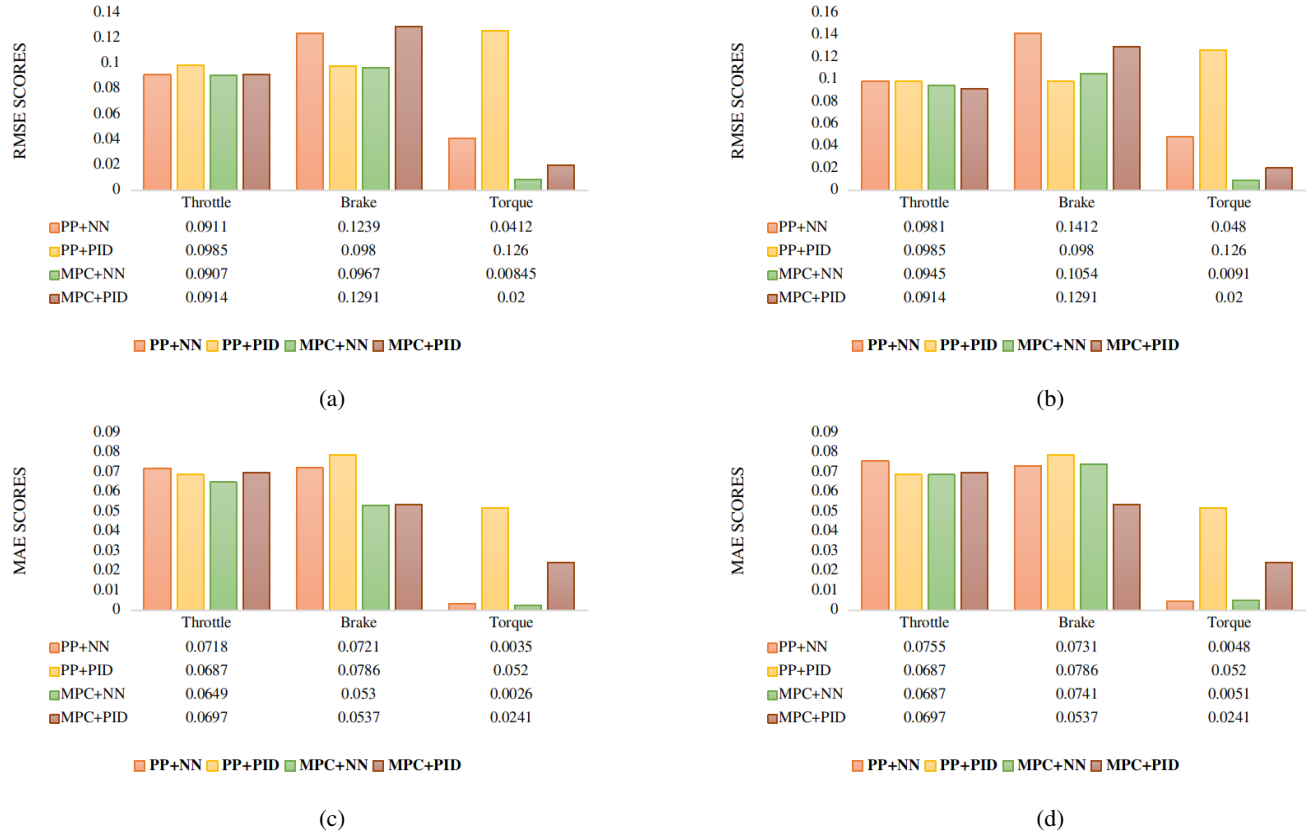 RMSE SCORES
0.14
0.12
0.1
0.08
0.06
0.04
0.02
0
Throttle Brake Torque
PP+NN 0.0911 0.1239 0.0412
PP+PID 0.0985 0.098 0.126
MPC+NN 0.0907 0.0967 0.00845
MPC+PID 0.0914 0.1291 0.02
PP+NN PP+PID MPC+NN MPC+PID
(a)
RMSE SCORES
0.16
0.14
0.12
0.1
0.08
0.06
0.04
0.02
0
Throttle Brake Torque
PP+NN 0.0981 0.1412 0.048
PP+PID 0.0985 0.098 0.126
MPC+NN 0.0945 0.1054 0.0091
MPC+PID 0.0914 0.1291 0.02
PP+NN PP+PID MPC+NN MPC+PID
(b)
MAE SCORES
0.09
0.08
0.07
0.06
0.05
0.04
0.03
0.02
0.01
0
Throttle Brake Torque
PP+NN 0.0718 0.0721 0.0035
PP+PID 0.0687 0.0786 0.052
MPC+NN 0.0649 0.053 0.0026
MPC+PID 0.0697 0.0537 0.0241
PP+NN PP+PID MPC+NN MPC+PID
(c)
MAE SCORES
0.09
0.08
0.07
0.06
0.05
0.04
0.03
0.02
0.01
0
Throttle Brake Torque
PP+NN 0.0755 0.0731 0.0048
PP+PID 0.0687 0.0786 0.052
MPC+NN 0.0687 0.0741 0.0051
MPC+PID 0.0697 0.0537 0.0241
PP+NN PP+PID MPC+NN MPC+PID
(d)